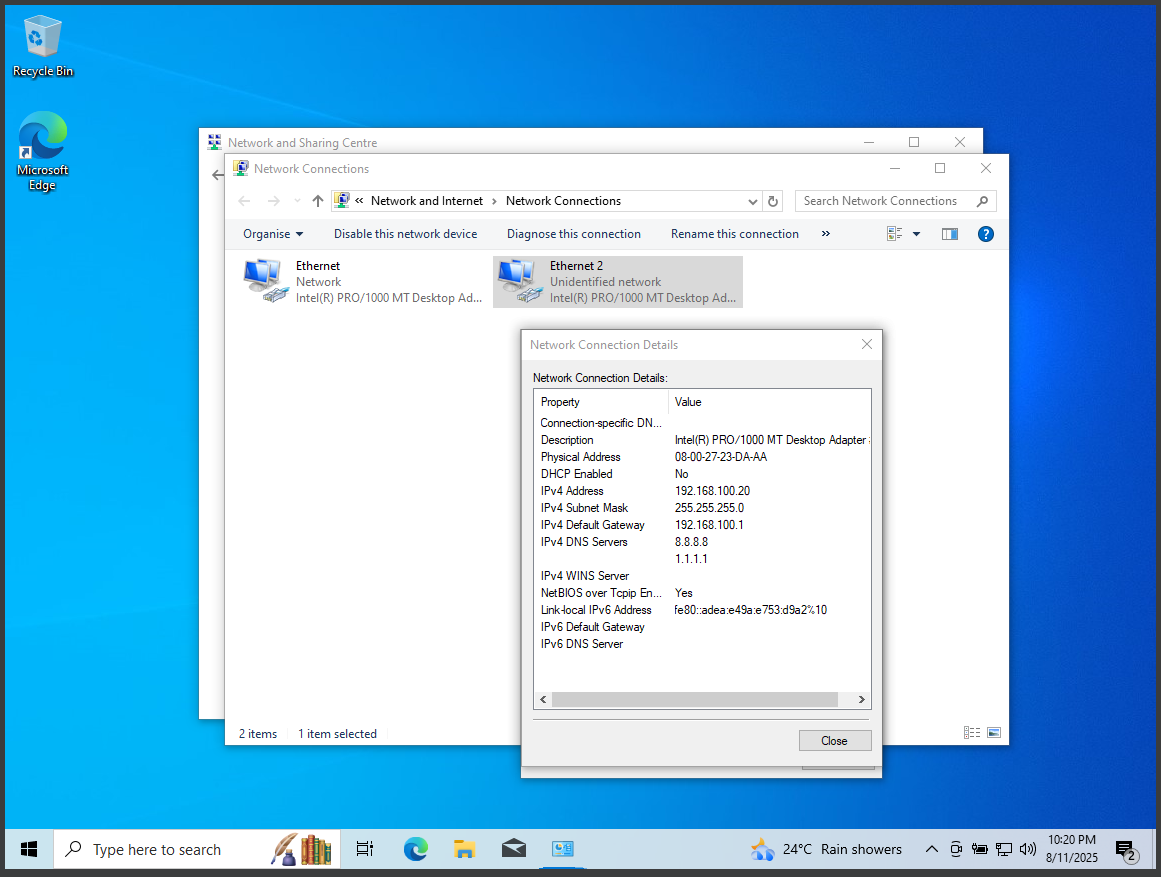 Recycle Bin
Microsoft
Edge
Network and Sharing Centre
Network Connections
« Network and Internet > Network Connections
Search Network Connections
Organise
Disable this network device
Diagnose this connection
Rename this connection
»
Ethernet
Network
Intel(R) PRO/1000 MT Desktop Ad...
Ethernet 2
Unidentified network
Intel(R) PRO/1000 MT Desktop Ad...
Network Connection Details
Network Connection Details:
Property Value
Connection-specific DN...
Description Intel(R) PRO/1000 MT Desktop Adapter
Physical Address 08-00-27-23-DA-AA
DHCP Enabled No
IPv4 Address 192.168.100.20
IPv4 Subnet Mask 255.255.255.0
IPv4 Default Gateway 192.168.100.1
IPv4 DNS Servers 8.8.8.8
1.1.1.1
IPv4 WINS Server
NetBIOS over Tcpip En... Yes
Link-local IPv6 Address fe80::adea:e49a:e753:d9a2%10
IPv6 Default Gateway
IPv6 DNS Server
Close
2 items 1 item selected
Type here to search
24°C Rain showers
10:20 PM
8/11/2025
2